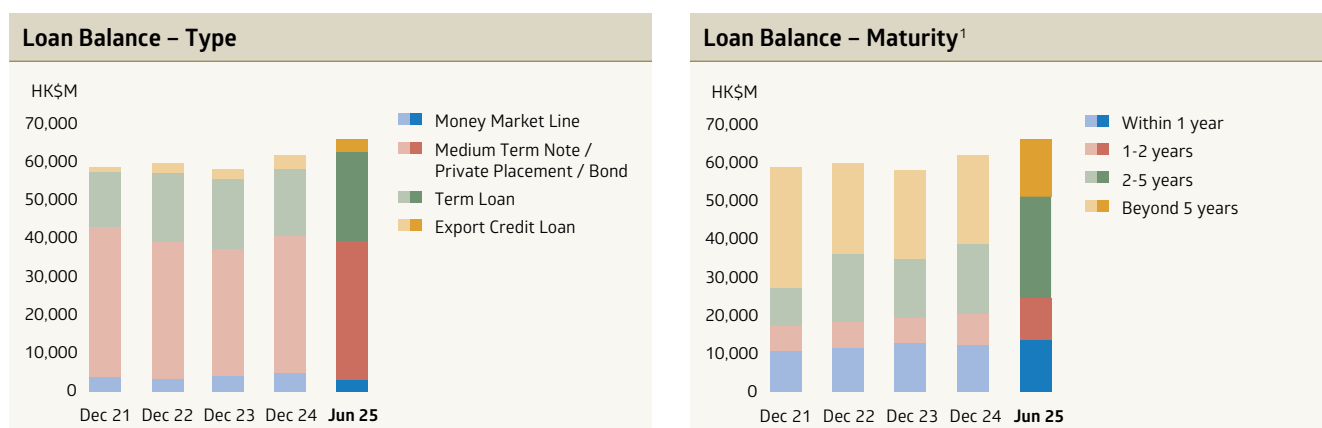 Loan Balance – Type
HK$M
70,000
60,000
50,000
40,000
30,000
20,000
10,000
0
Dec 21 Dec 22 Dec 23 Dec 24 Jun 25
Money Market Line
Medium Term Note /
Private Placement / Bond
Term Loan
Export Credit Loan
Loan Balance – Maturity¹
HK$M
70,000
60,000
50,000
40,000
30,000
20,000
10,000
0
Dec 21 Dec 22 Dec 23 Dec 24 Jun 25
Within 1 year
1-2 years
2-5 years
Beyond 5 years